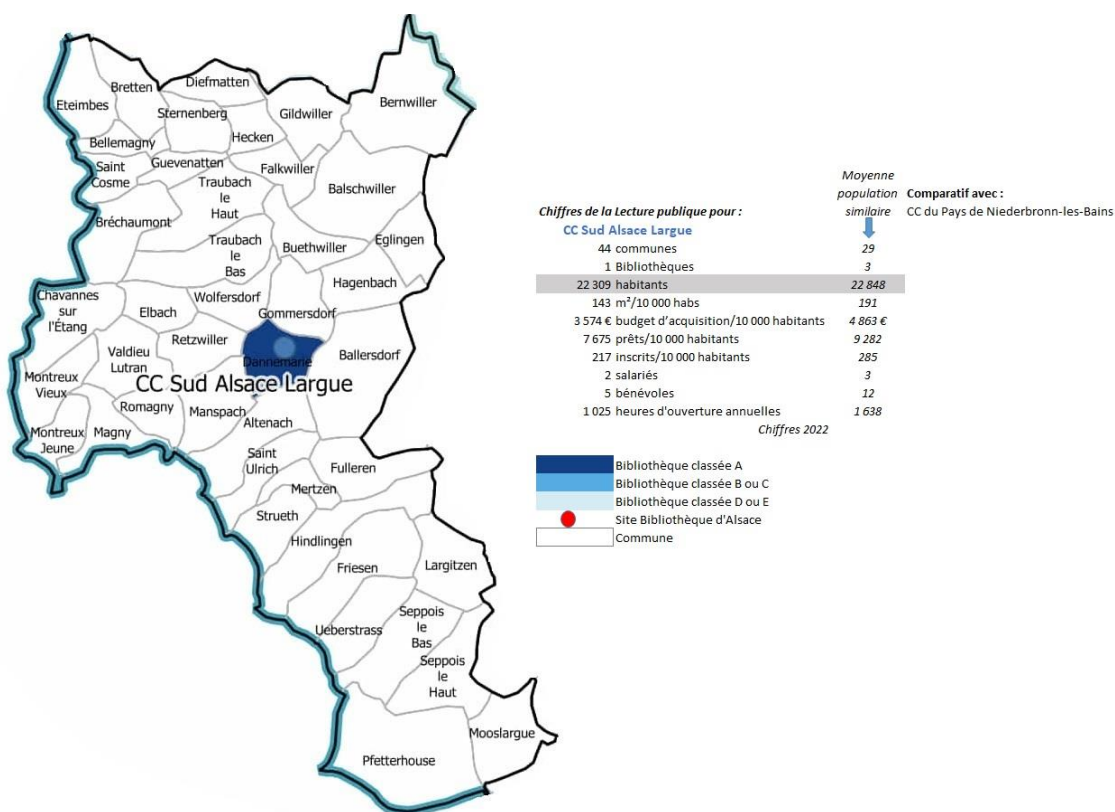 Diefmatten
Bretten
Eteimbes
Sternenberg
Gildwiller
Bernwiller
Hecken
Bellemagny
Saint
Cosme
Guevenatten
Falkwiller
Traubach
le
Haut
Balschwiller
Bréchaumont
Traubach
le
Bas
Buethwiller
Eglingen
Hagenbach
Chavannes
sur
l'Étang
Elbach
Wolfersdorf
Gommersdorf
Retzwiller
Valdieu
Lutran
Dannemarie
Ballersdorf
Montreux
Vieux
CC Sud Alsace Largue
Romagny
Manspach
Montreux
Jeune
Magny
Altenach
Saint
Ulrich
Fulleren
Mertzen
Strueth
Hindlingen
Friesen
Largitzen
Seppois
le
Bas
Ueberstrass
Seppois
le
Haut
Mooslargue
Pfetterhouse
Moyenne
population
similaire
Comparatif avec :
CC du Pays de Niederbronn-les-Bains
Chiffres de la Lecture publique pour :
CC Sud Alsace Largue
44 communes 29
1 Bibliothèques 3
22 309 habitants 22 848
143 m²/10 000 habs 191
3 574 € budget d'acquisition/10 000 habitants 4 863 €
7 675 prêts/10 000 habitants 9 282
217 inscrits/10 000 habitants 285
2 salariés 3
5 bénévoles 12
1 025 heures d'ouverture annuelles 1 638
Chiffres 2022
Bibliothèque classée A
Bibliothèque classée B ou C
Bibliothèque classée D ou E
Site Bibliothèque d'Alsace
Commune